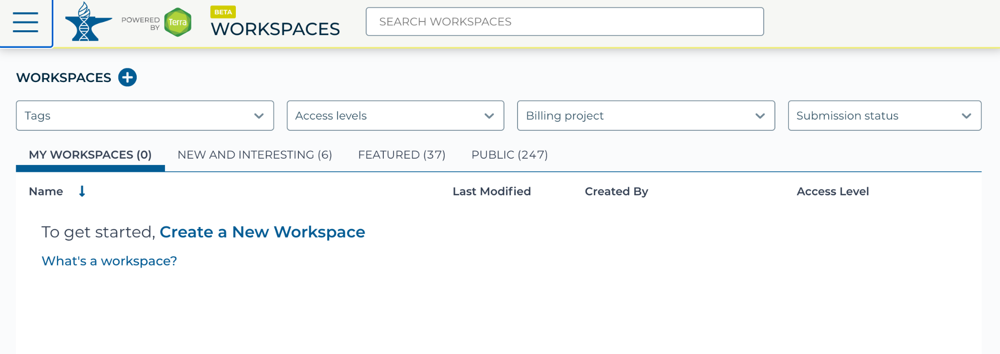 POWERED
BY
Terra
BETA
WORKSPACES
SEARCH WORKSPACES
WORKSPACES
Tags
Access levels
Billing project
Submission status
MY WORKSPACES (0)
NEW AND INTERESTING (6)
FEATURED (37)
PUBLIC (247)
Name
Last Modified
Created By
Access Level
To get started, Create a New Workspace
What's a workspace?